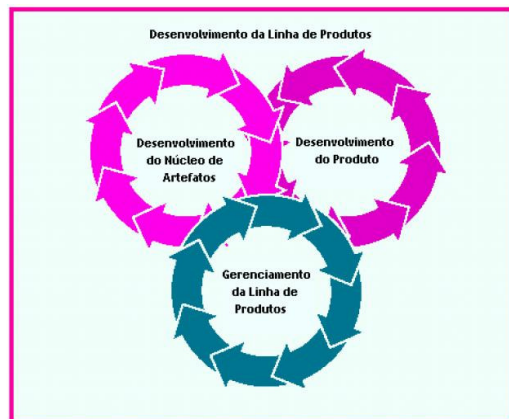 Desenvolvimento da Linha de Produtos
Desenvolvimento
do Núcleo de
Artefatos
Desenvolvimento
do Produto
Gerenciamento
da Linha de
Produtos